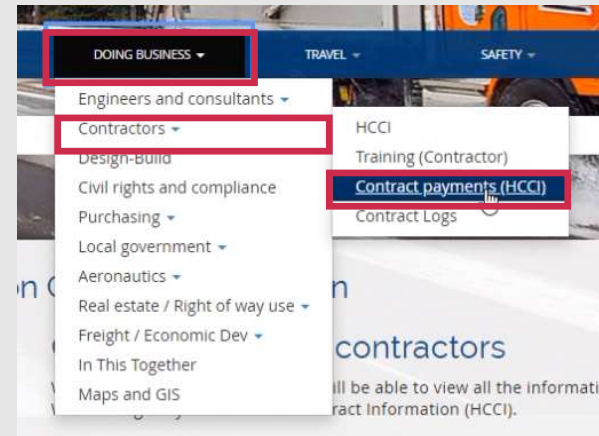 DOING BUSINESS
TRAVEL
SAFETY
Engineers and consultants
Contractors
Design-Build
Civil rights and compliance
Purchasing
Local government
Aeronautics
Real estate / Right of way use
Freight / Economic Dev
In This Together
Maps and GIS
HCCI
Training (Contractor)
Contract payments (HCCI)
Contract Logs
contractors
ill be able to view all the informati
ract Information (HCCI).